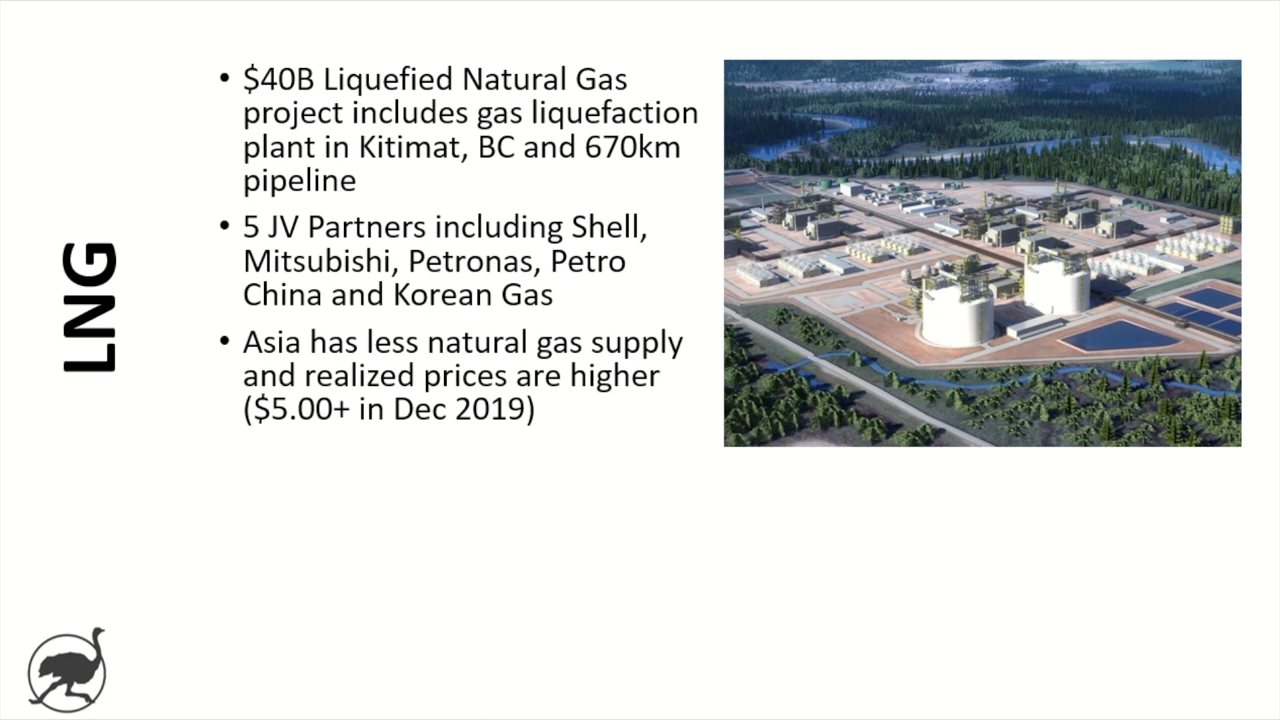 LNG
• $40B Liquefied Natural Gas
project includes gas liquefaction
plant in Kitimat, BC and 670km
pipeline
• 5 JV Partners including Shell,
Mitsubishi, Petronas, Petro
China and Korean Gas
• Asia has less natural gas supply
and realized prices are higher
($5.00+ in Dec 2019)